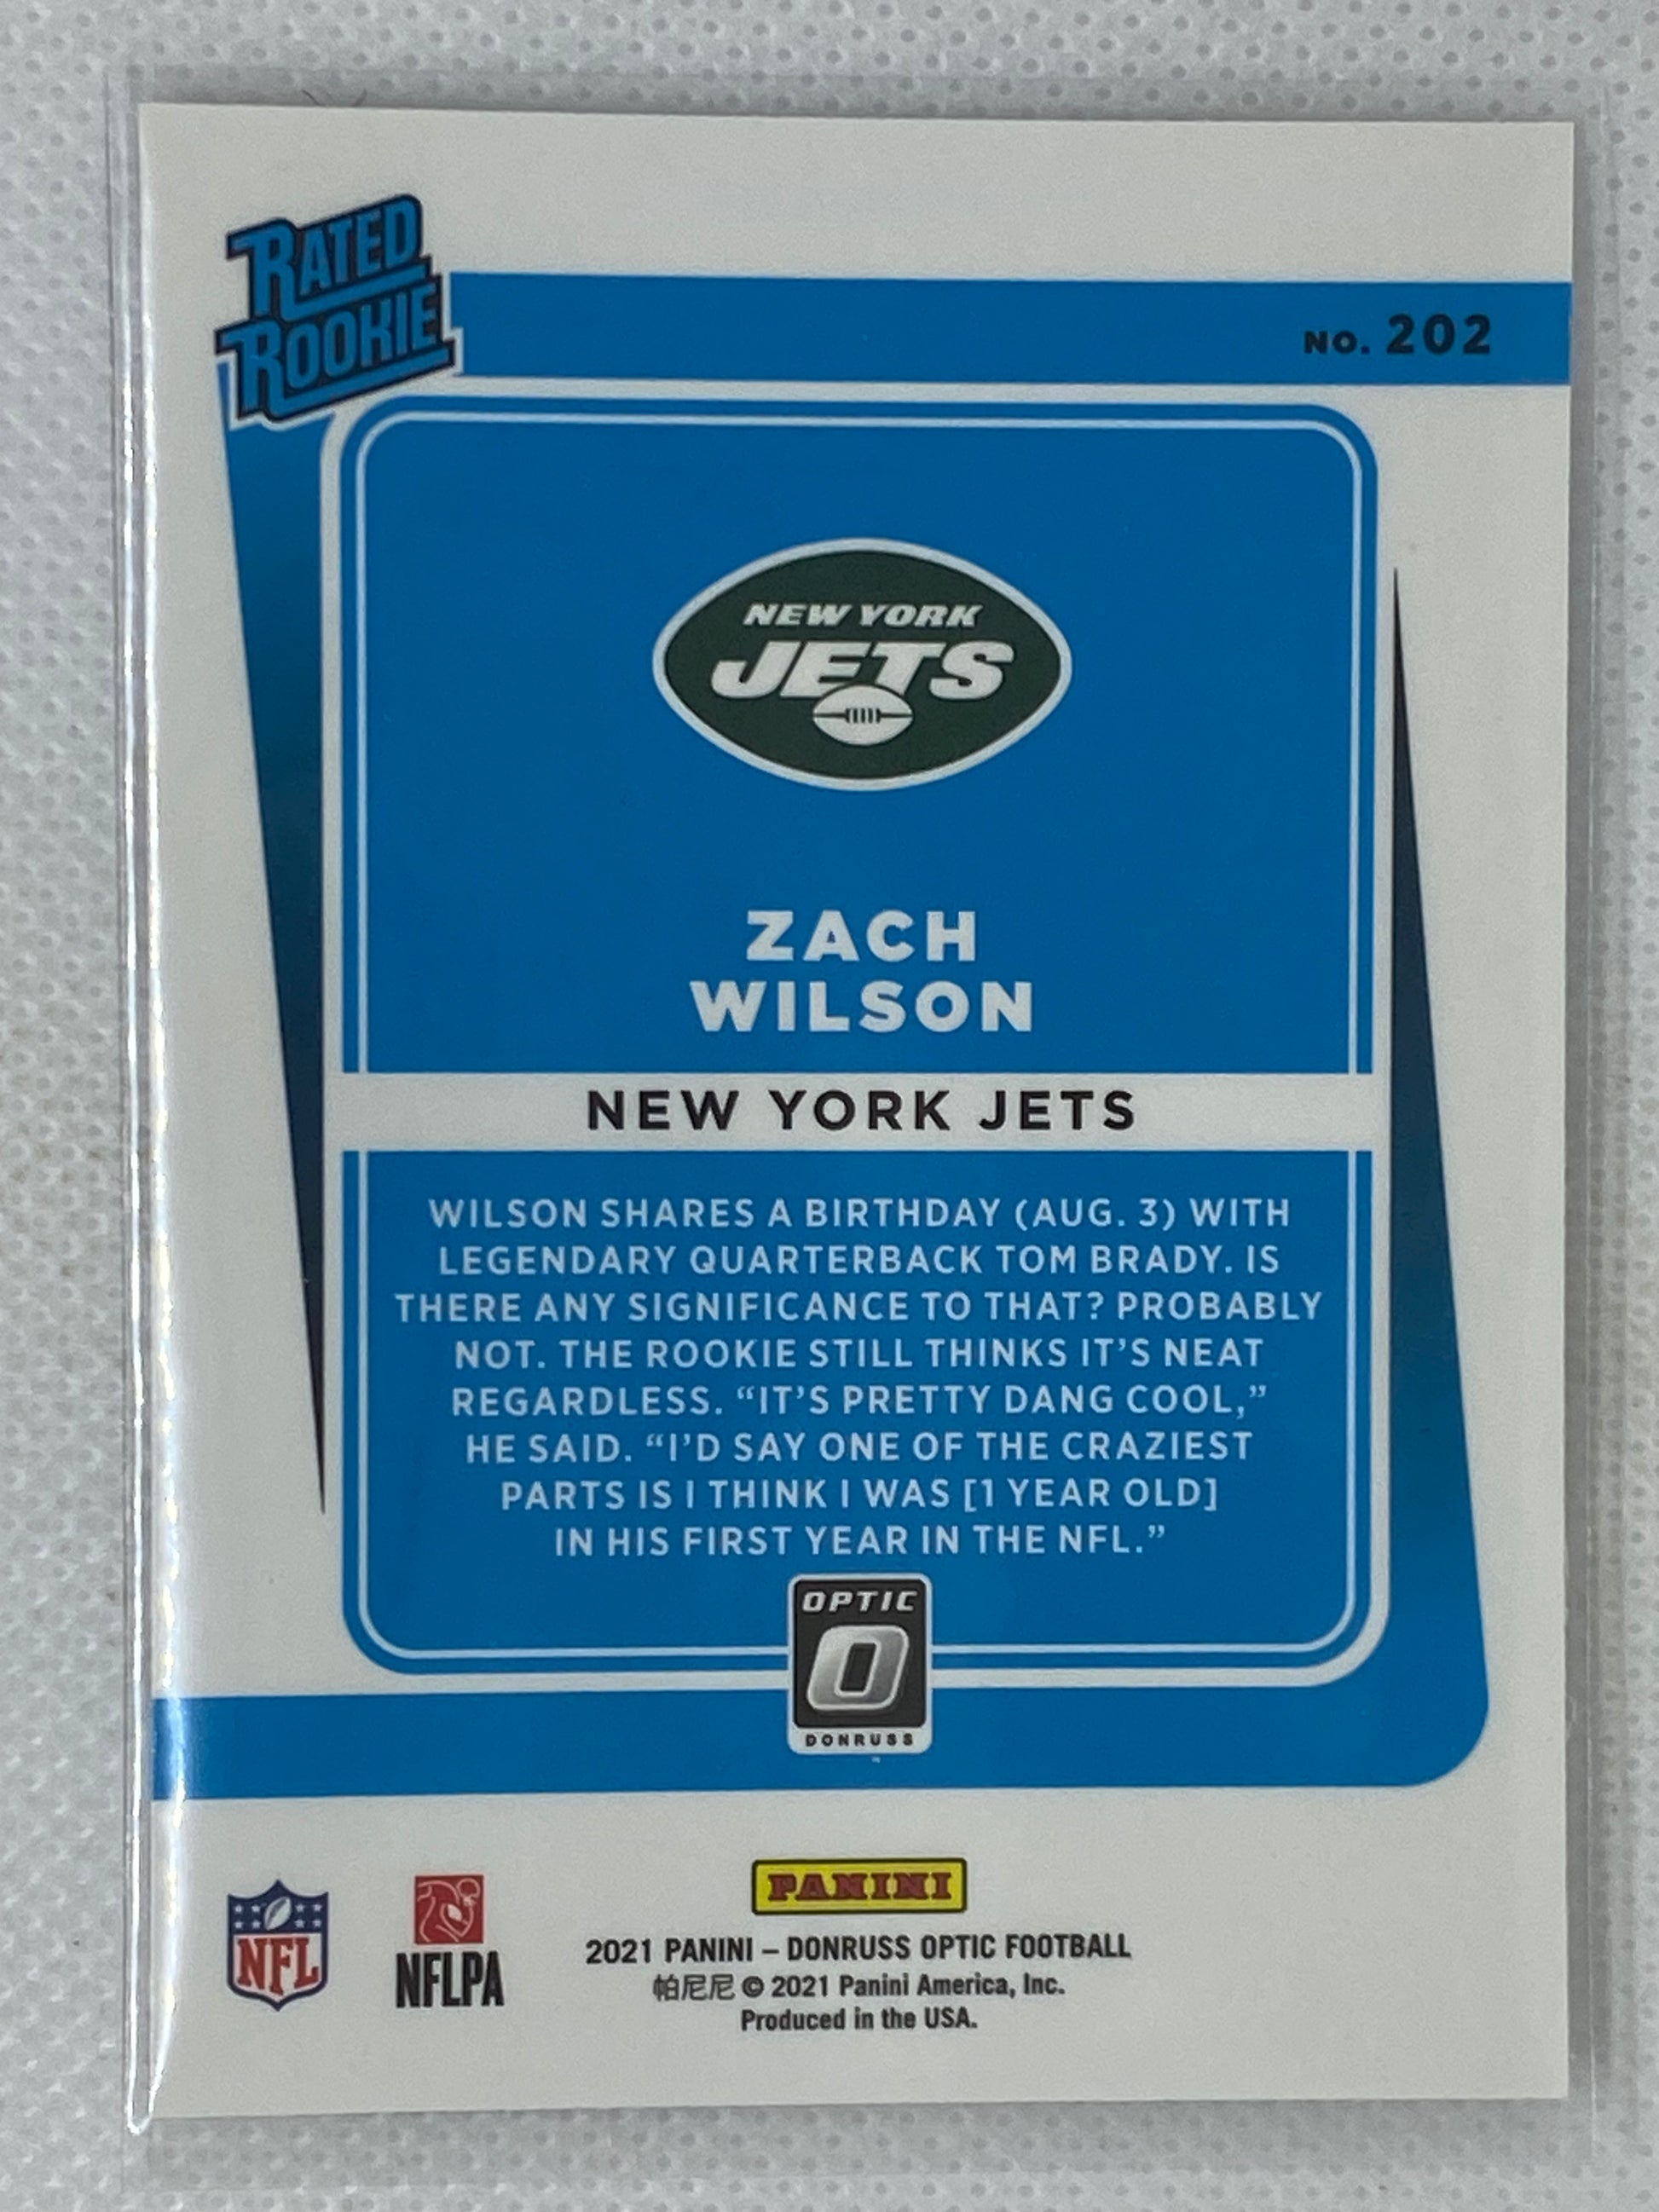 RATED
ROOKIE
NO. 202
NEW YORK
JETS
ZACH
WILSON
NEW YORK JETS
WILSON SHARES A BIRTHDAY (AUG. 3) WITH
LEGENDARY QUARTERBACK TOM BRADY. IS
THERE ANY SIGNIFICANCE TO THAT? PROBABLY
NOT. THE ROOKIE STILL THINKS IT'S NEAT
REGARDLESS. “IT'S PRETTY DANG COOL,”
HE SAID. “I'D SAY ONE OF THE CRAZIEST
PARTS IS I THINK I WAS [1 YEAR OLD]
IN HIS FIRST YEAR IN THE NFL.”
OPTIC
O
DONRUSS
PANINI
NFL
NFLPA
2021 PANINI – DONRUSS OPTIC FOOTBALL
帕尼尼 © 2021 Panini America, Inc.
Produced in the USA.